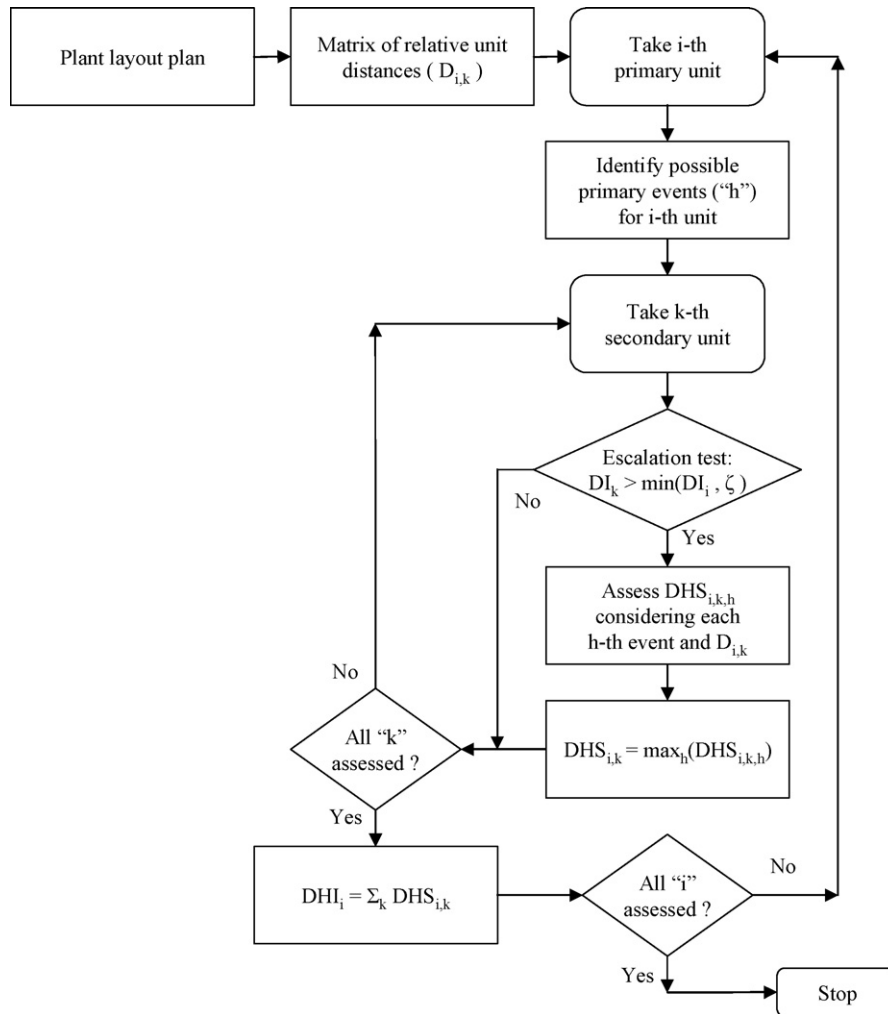 Plant layout plan
Matrix of relative unit
distances ( D_{i,k} )
Take i-th
primary unit
Identify possible
primary events (“h”)
for i-th unit
Take k-th
secondary unit
Escalation test:
DI_k > min(DI_i , ζ )
No
Yes
Assess DHS_{i,k,h}
considering each
h-th event and D_{i,k}
No
All “k”
assessed ?
DHS_{i,k} = max_h(DHS_{i,k,h})
Yes
DHI_i = Σ_k DHS_{i,k}
All “i”
assessed ?
No
Yes
Stop